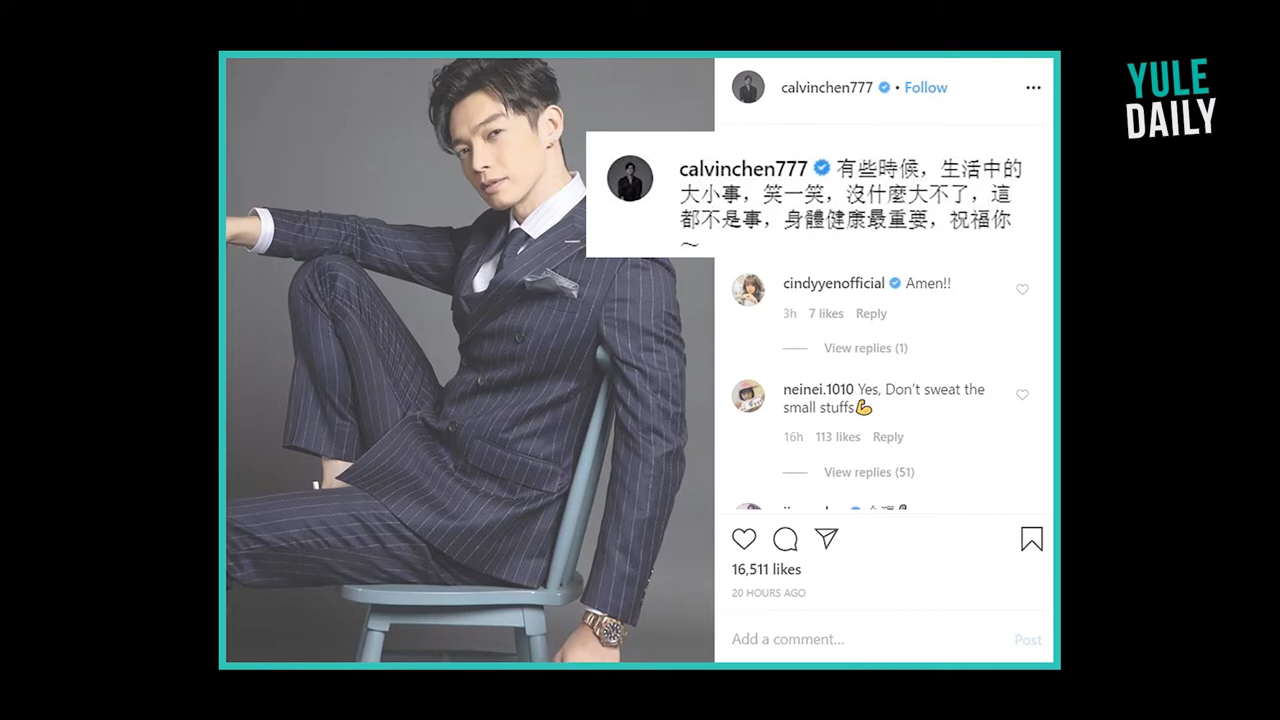 YULE
DAILY
calvinchen777 • Follow
calvinchen777 有些時候，生活中的
大小事，笑一笑，沒什麼大不了，這
都不是事，身體健康最重要，祝福你
～
cindyyenofficial Amen!!
3h 7 likes Reply
View replies (1)
neinei.1010 Yes, Don't sweat the
small stuffs💪
16h 113 likes Reply
View replies (51)
16,511 likes
20 HOURS AGO
Add a comment... Post